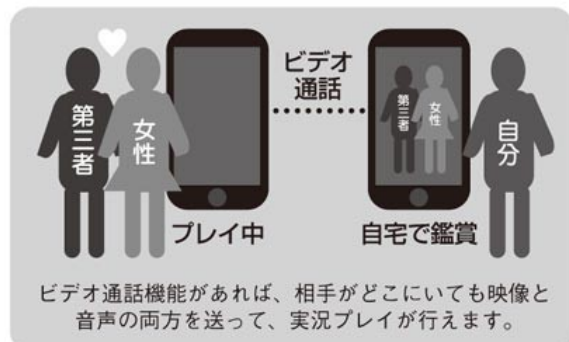 第三者
女性
ビデオ
通話
第三者
女性
自分
プレイ中
自宅で鑑賞
ビデオ通話機能があれば、相手がどこにいても映像と
音声の両方を送って、実況プレイが行えます。